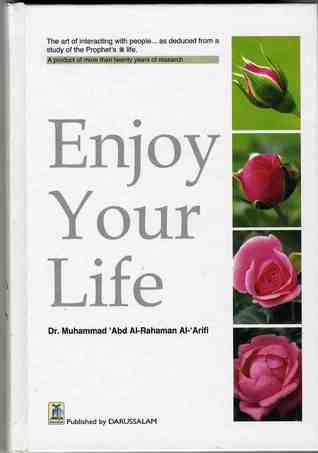 The art of interacting with people... as deduced from a
study of the Prophet's ﷺ life.
A product of more than twenty years of research
Enjoy
Your
Life
Dr. Muhammad 'Abd Al-Rahaman Al-'Arifi
Published by DARUSSALAM